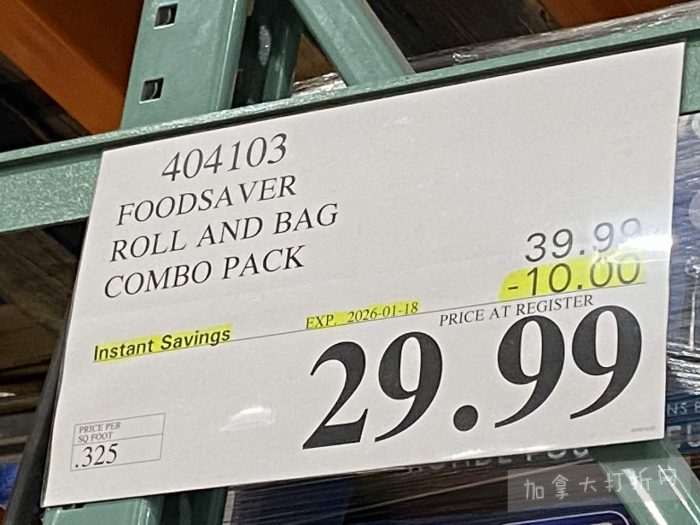 404103
FOODSAVER
ROLL AND BAG
COMBO PACK
39.99
-10.00
Instant Savings
EXP. 2026-01-18
PRICE AT REGISTER
29.99
PRICE PER
SQ FOOT
.325
加拿大打折网